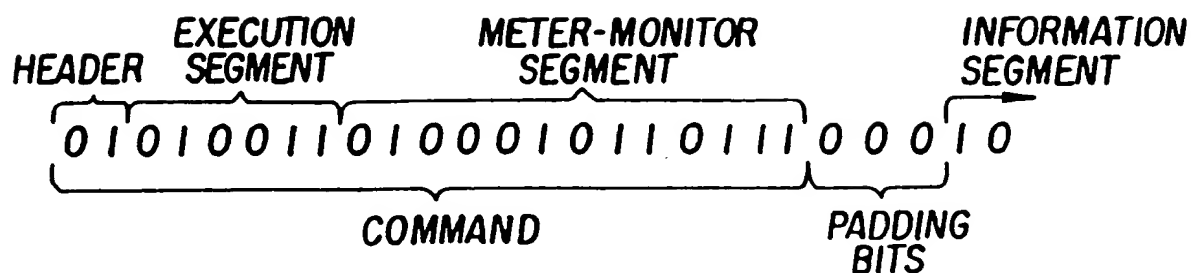 EXECUTION METER-MONITOR INFORMATION
HEADER SEGMENT SEGMENT SEGMENT
0 1 0 1 0 0 1 1 0 1 0 0 0 1 0 1 1 0 1 1 1 0 0 0 1 0
COMMAND PADDING
BITS